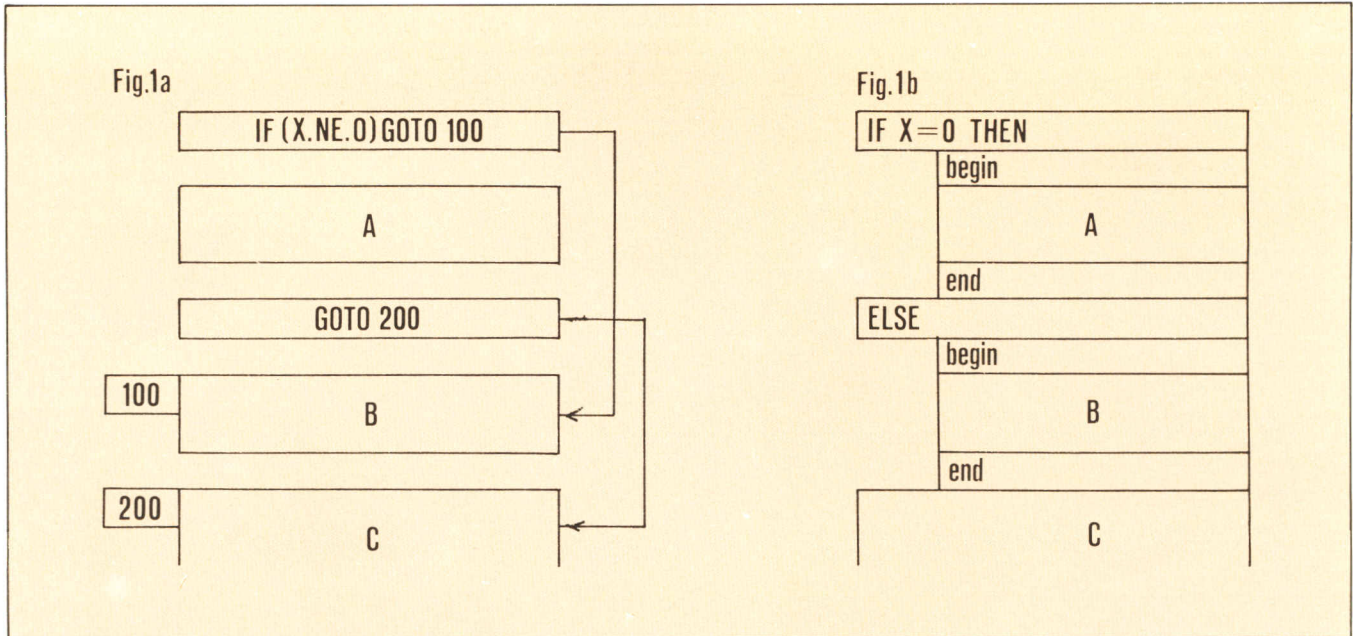 Fig.1a
IF (X.NE.0) GOTO 100
A
GOTO 200
100
B
200
C
Fig.1b
IF X=0 THEN
begin
A
end
ELSE
begin
B
end
C